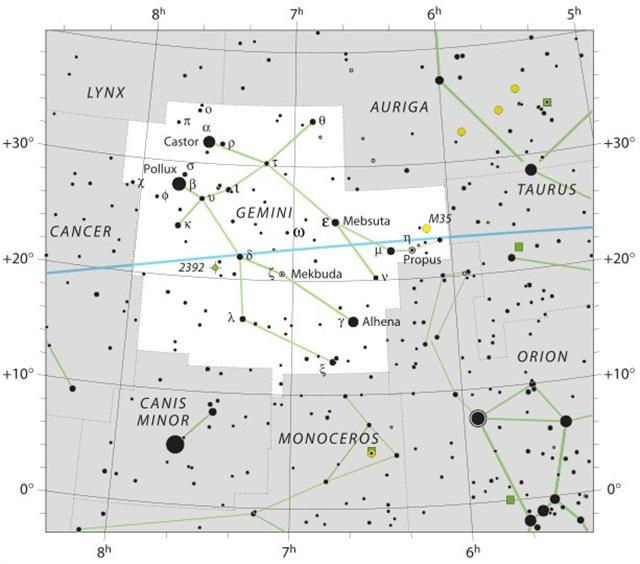 8h 7h 6h 5h
LYNX
AURIGA
ο
π
α
θ
Castor
ρ
+30° +30°
Pollux
σ
τ
χ
β
ι
TAURUS
φ
υ
GEMINI
ε Mebsuta
M35
κ
ω
CANCER
η
μ
Propus
+20° +20°
2392
δ
ζ Mekbuda
ν
λ
γ Alhena
ORION
ξ
+10° +10°
CANIS
MINOR
MONOCEROS
0° 0°
8h 7h 6h